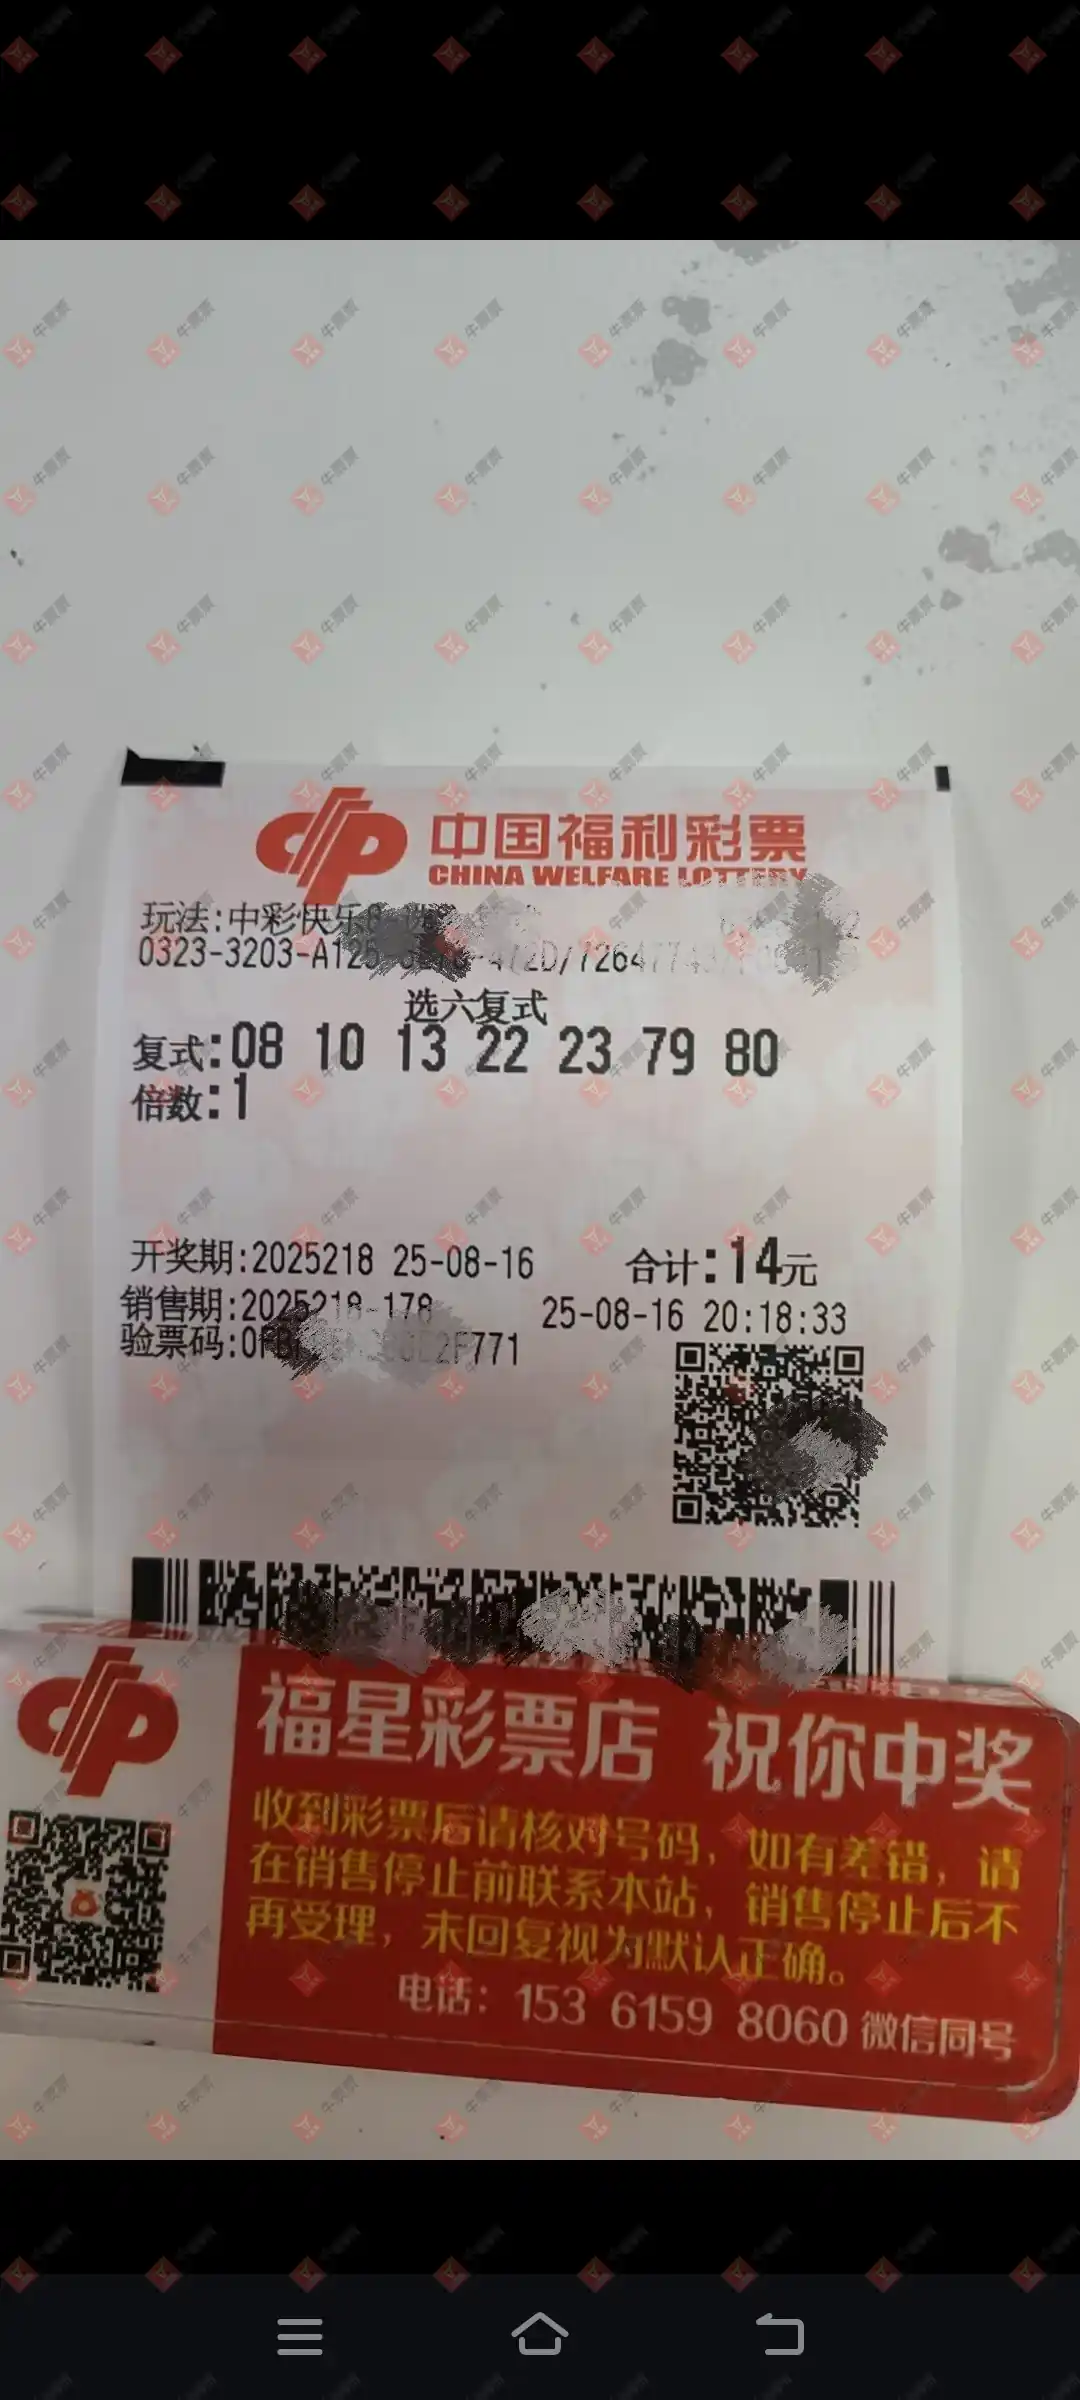 中国福利彩票
CHINA WELFARE LOTTERY
玩法:中彩快乐
0323-3203-A125
选六复式
复式:08 10 13 22 23 79 80
倍数:1
开奖期:2025218 25-08-16 合计:14元
销售期:2025218-178 25-08-16 20:18:33
验票码:0FB 2F771
福星彩票店 祝你中奖
收到彩票后请核对号码，如有差错，请
在销售停止前联系本站，销售停止后不
再受理，未回复视为默认正确。
电话：153 6159 8060 微信同号
牛票票